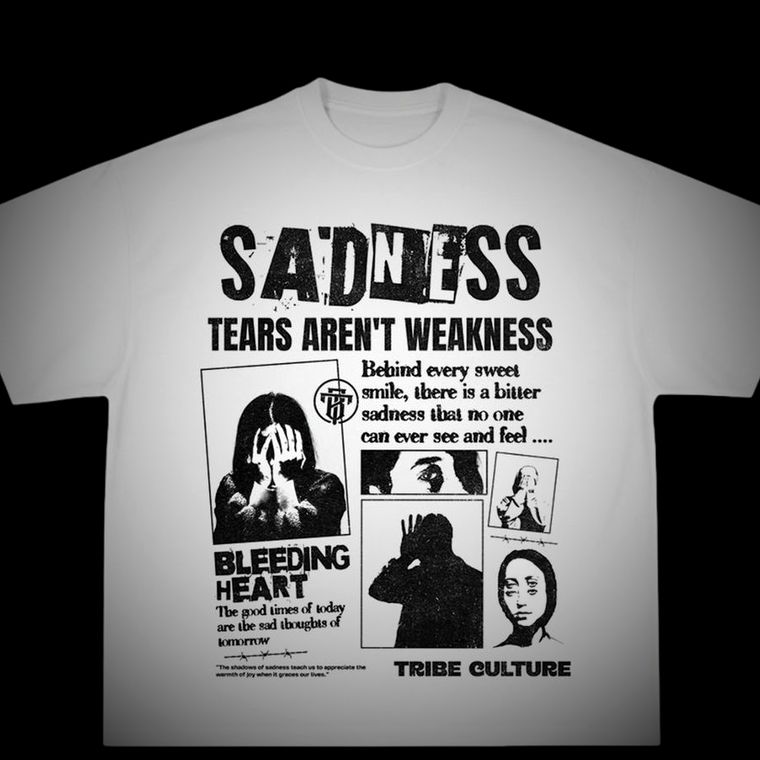 SADNESS
TEARS AREN'T WEAKNESS
Behind every sweet
smile, there is a bitter
sadness that no one
can ever see and feel ....
BLEEDING
HEART
The good times of today
are the sad thoughts of
tomorrow
"The shadows of sadness teach us to appreciate the
warmth of joy when it graces our lives."
TRIBE CULTURE